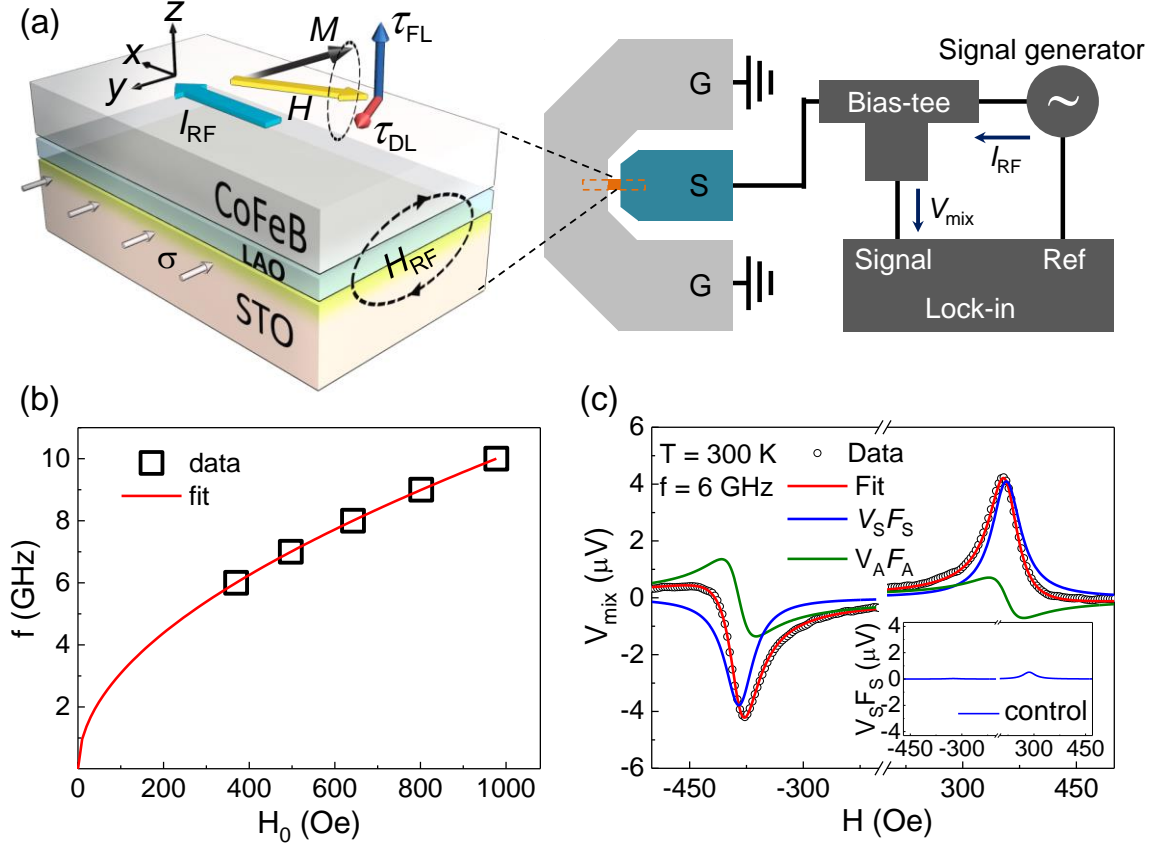 (a)
z
x
y
M
τFL
H
τDL
IRF
CoFeB
LAO
STO
σ
HRF
G
S
G
Signal generator
~
Bias-tee
IRF
Vmix
Signal
Ref
Lock-in
(b)
f (GHz)
10
8
6
4
2
data
fit
0
200
400
600
800
1000
H0 (Oe)
(c)
Vmix (μV)
6
4
2
0
-2
-4
-6
T = 300 K
f = 6 GHz
Data
Fit
VSFS
VAFA
-450
-300
300
450
H (Oe)
VSFS (μV)
4
2
0
-2
-4
control
-450
-300
300
450